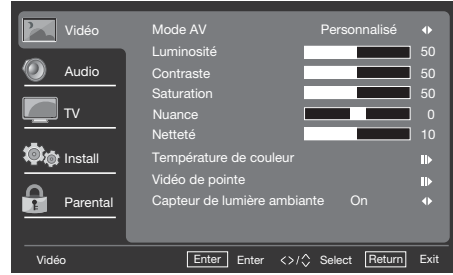 Vidéo
Audio
TV
Install
Parental
Mode AV Personnalisé
Luminosité 50
Contraste 50
Saturation 50
Nuance 0
Netteté 10
Température de couleur
Vidéo de pointe
Capteur de lumière ambiante On
Vidéo Enter Enter Select Return Exit